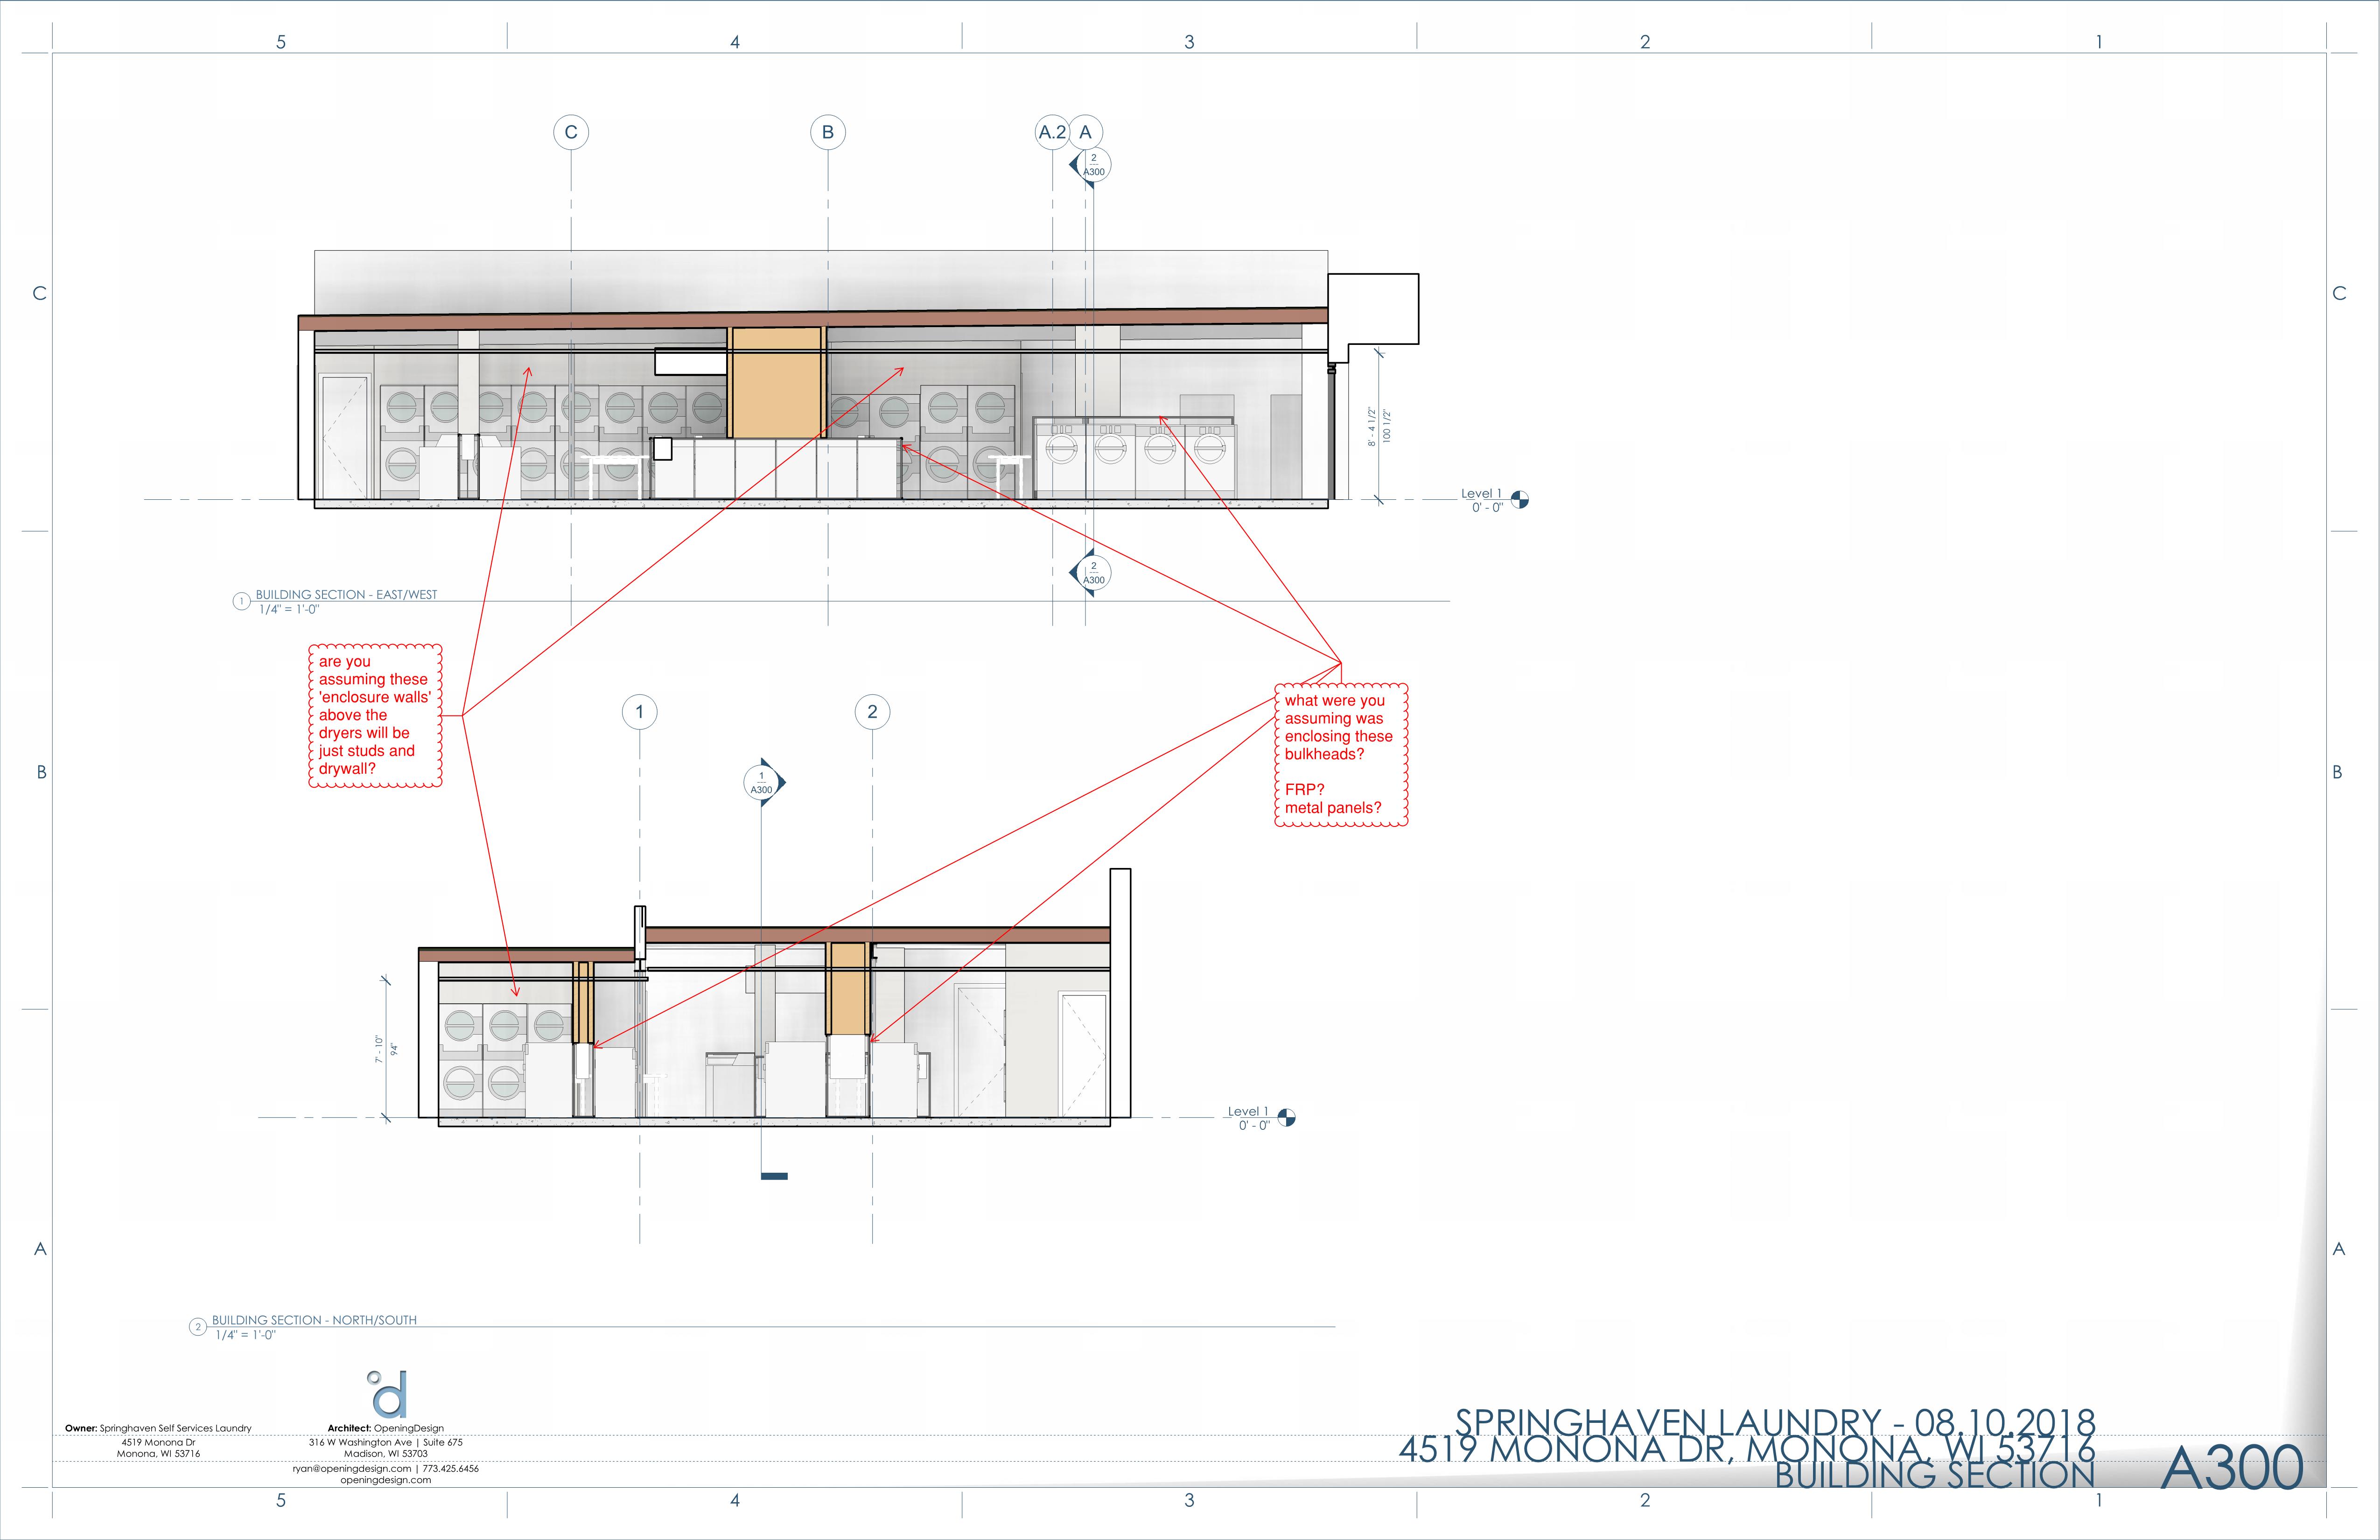 5 4 3 2 1
C B A.2 A
2
A300
C C
8' - 4 1/2"
100 1/2"
Level 1
0' - 0"
2
A300
1 BUILDING SECTION - EAST/WEST
1/4" = 1'-0"
are you
assuming these
'enclosure walls'
above the
dryers will be
just studs and
drywall?
what were you
assuming was
enclosing these
bulkheads?
FRP?
metal panels?
1 2
B B
1
A300
7' - 10"
94"
Level 1
0' - 0"
A A
2 BUILDING SECTION - NORTH/SOUTH
1/4" = 1'-0"
d
Owner: Springhaven Self Services Laundry
4519 Monona Dr
Monona, WI 53716
Architect: OpeningDesign
316 W Washington Ave | Suite 675
Madison, WI 53703
ryan@openingdesign.com | 773.425.6456
openingdesign.com
SPRINGHAVEN LAUNDRY - 08.10.2018
4519 MONONA DR, MONONA, WI 53716
BUILDING SECTION
A300
5 4 3 2 1